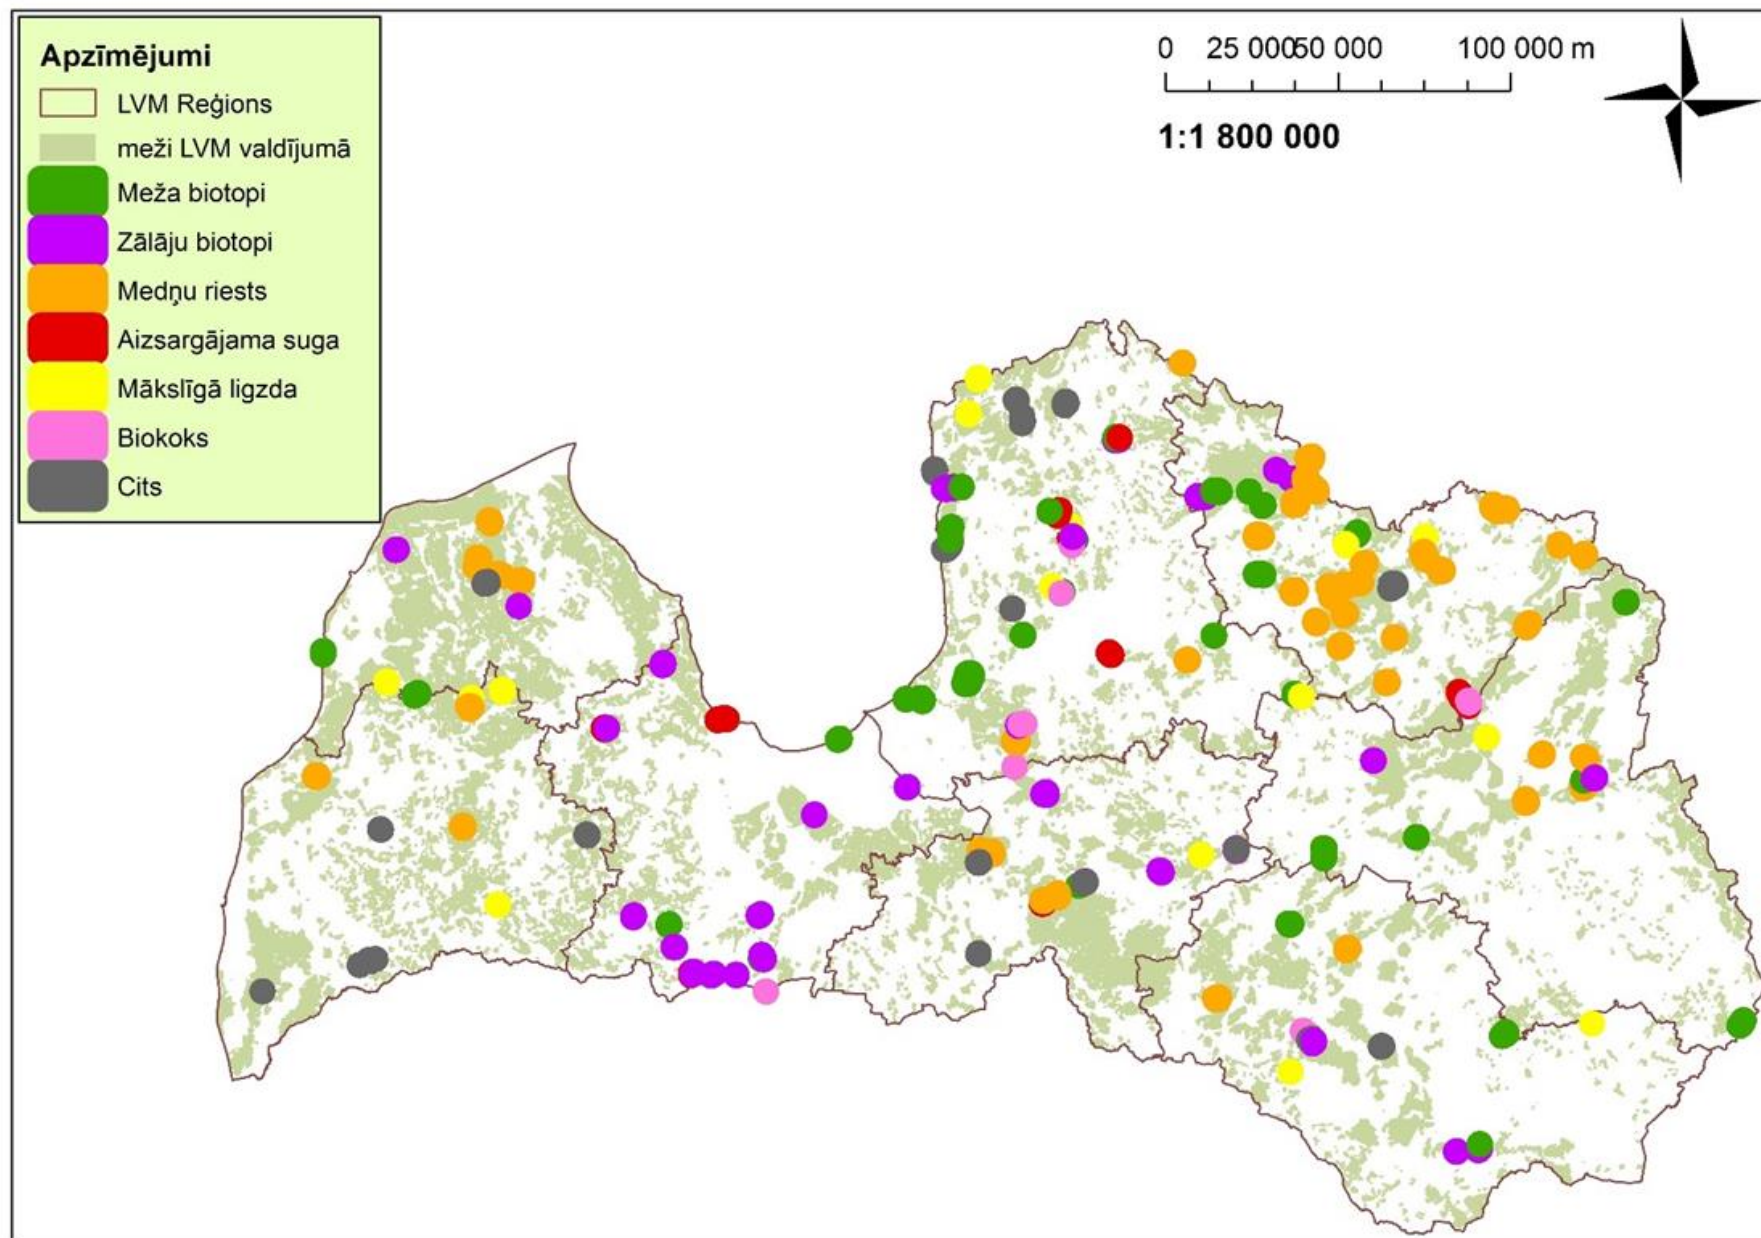 Apzīmējumi
LVM Reģions
meži LVM valdījumā
Meža biotopi
Zālāju biotopi
Medņu riests
Aizsargājama suga
Mākslīgā ligzda
Biokoks
Cits
0 25 000 50 000 100 000 m
1:1 800 000